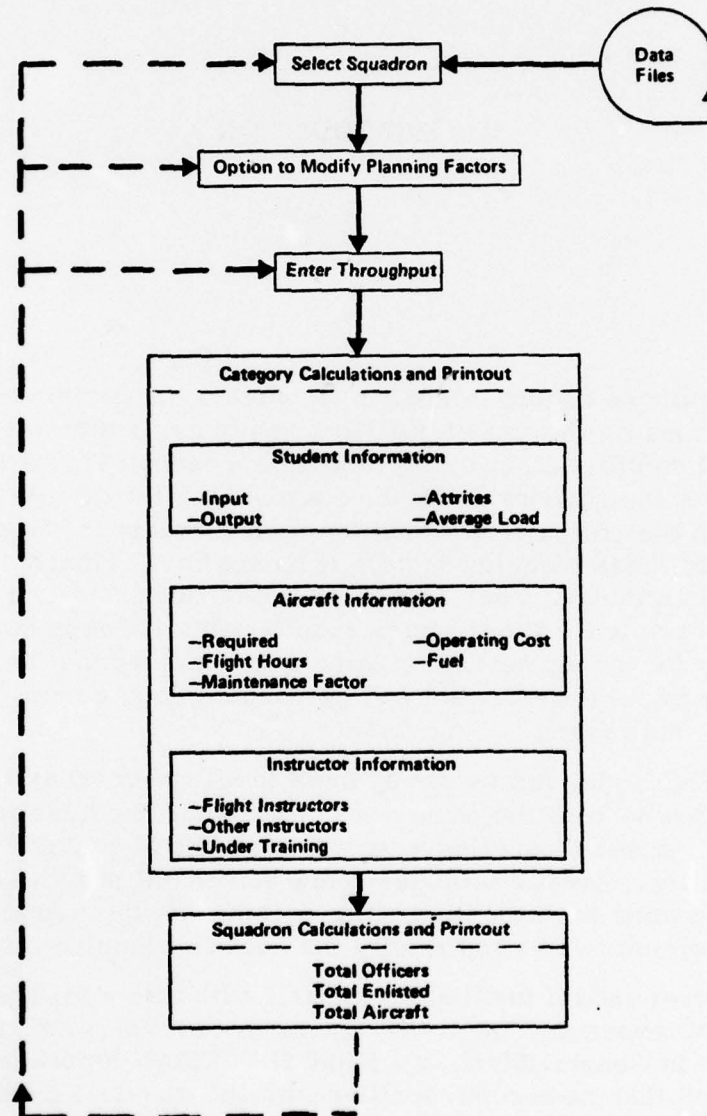 Select Squadron
Data
Files
Option to Modify Planning Factors
Enter Throughput
Category Calculations and Printout
Student Information
—Input —Attrites
—Output —Average Load
Aircraft Information
—Required —Operating Cost
—Flight Hours —Fuel
—Maintenance Factor
Instructor Information
—Flight Instructors
—Other Instructors
—Under Training
Squadron Calculations and Printout
Total Officers
Total Enlisted
Total Aircraft